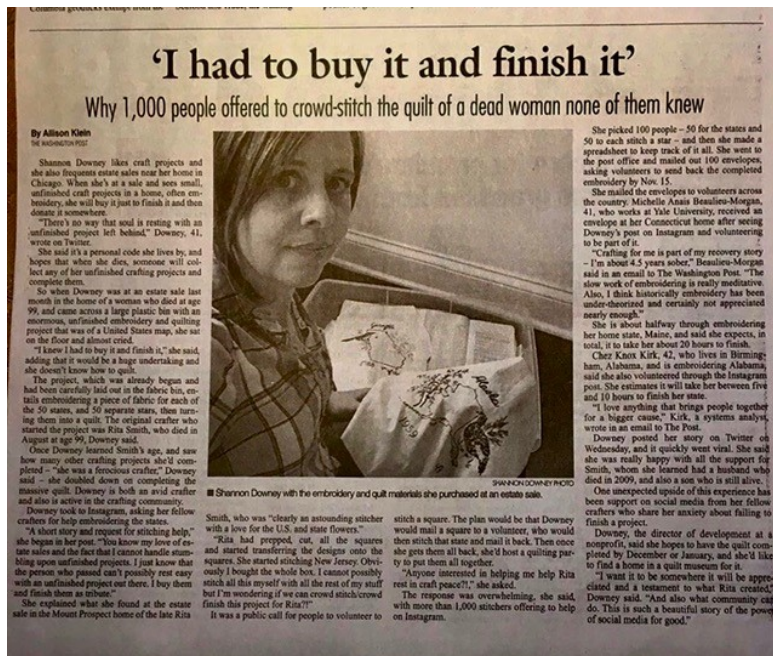 'I had to buy it and finish it'
Why 1,000 people offered to crowd-stitch the quilt of a dead woman none of them knew
By Allison Klein
THE WASHINGTON POST
Shannon Downey likes craft projects and
she also frequents estate sales near her home in
Chicago. When she's at a sale and sees small,
unfinished craft projects in a home, often em-
broidery, she will buy it just to finish it and then
donate it somewhere.
"There's no way that soul is resting with an
unfinished project left behind," Downey, 41,
wrote on Twitter.
She said it's a personal code she lives by, and
hopes that when she dies, someone will col-
lect any of her unfinished crafting projects and
complete them.
So when Downey was at an estate sale last
month in the home of a woman who died at age
99, and came across a large plastic bin with an
enormous, unfinished embroidery and quilting
project that was of a United States map, she sat
on the floor and almost cried.
"I knew I had to buy it and finish it," she said,
adding that it would be a huge undertaking and
she doesn't know how to quilt.
The project, which was already begun and
had been carefully laid out in the fabric bin, en-
tails embroidering a piece of fabric for each of
the 50 states, and 50 separate stars, then turn-
ing them into a quilt. The original crafter who
started the project was Rita Smith, who died in
August at age 99, Downey said.
Once Downey learned Smith's age, and saw
how many other crafting projects she'd com-
pleted – "she was a ferocious crafter," Downey
said – she doubled down on completing the
massive quilt. Downey is both an avid crafter
and also is active in the crafting community.
Downey took to Instagram, asking her fellow
crafters for help embroidering the states.
"A short story and request for stitching help,"
she began in her post. "You know my love of es-
tate sales and the fact that I cannot handle stum-
bling upon unfinished projects. I just know that
the person who passed can't possibly rest easy
with an unfinished project out there. I buy them
and finish them as tribute."
She explained what she found at the estate
sale in the Mount Prospect home of the late Rita
SHANNON DOWNEY PHOTO
■ Shannon Downey with the embroidery and quilt materials she purchased at an estate sale.
Smith, who was "clearly an astounding stitcher
with a love for the U.S. and state flowers."
"Rita had prepped, cut, all the squares
and started transferring the designs onto the
squares. She started stitching New Jersey. Obvi-
ously I bought the whole box. I cannot possibly
stitch all this myself with all the rest of my stuff
but I'm wondering if we can crowd stitch/crowd
finish this project for Rita?!"
It was a public call for people to volunteer to
stitch a square. The plan would be that Downey
would mail a square to a volunteer, who would
then stitch that state and mail it back. Then once
she gets them all back, she'd host a quilting par-
ty to put them all together.
"Anyone interested in helping me help Rita
rest in craft peace?!," she asked.
The response was overwhelming, she said,
with more than 1,000 stitchers offering to help
on Instagram.
She picked 100 people – 50 for the states and
50 to each stitch a star – and then she made a
spreadsheet to keep track of it all. She went to
the post office and mailed out 100 envelopes,
asking volunteers to send back the completed
embroidery by Nov. 15.
She mailed the envelopes to volunteers across
the country. Michelle Anais Beaulieu-Morgan,
41, who works at Yale University, received an
envelope at her Connecticut home after seeing
Downey's post on Instagram and volunteering
to be part of it.
"Crafting for me is part of my recovery story
– I'm about 4.5 years sober," Beaulieu-Morgan
said in an email to The Washington Post. "The
slow work of embroidering is really meditative.
Also, I think historically embroidery has been
under-theorized and certainly not appreciated
nearly enough."
She is about halfway through embroidering
her home state, Maine, and said she expects, in
total, it to take her about 20 hours to finish.
Chez Knox Kirk, 42, who lives in Birming-
ham, Alabama, and is embroidering Alabama,
said she also volunteered through the Instagram
post. She estimates it will take her between five
and 10 hours to finish her state.
"I love anything that brings people together
for a bigger cause," Kirk, a systems analyst,
wrote in an email to The Post.
Downey posted her story on Twitter on
Wednesday, and it quickly went viral. She said
she was really happy with all the support for
Smith, whom she learned had a husband who
died in 2009, and also a son who is still alive.
One unexpected upside of this experience has
been support on social media from her fellow
crafters who share her anxiety about failing to
finish a project.
Downey, the director of development at a
nonprofit, said she hopes to have the quilt com-
pleted by December or January, and she'd like
to find a home in a quilt museum for it.
"I want it to be somewhere it will be appre-
ciated and a testament to what Rita created,"
Downey said. "And also what community can
do. This is such a beautiful story of the power
of social media for good."
Alaska
1959